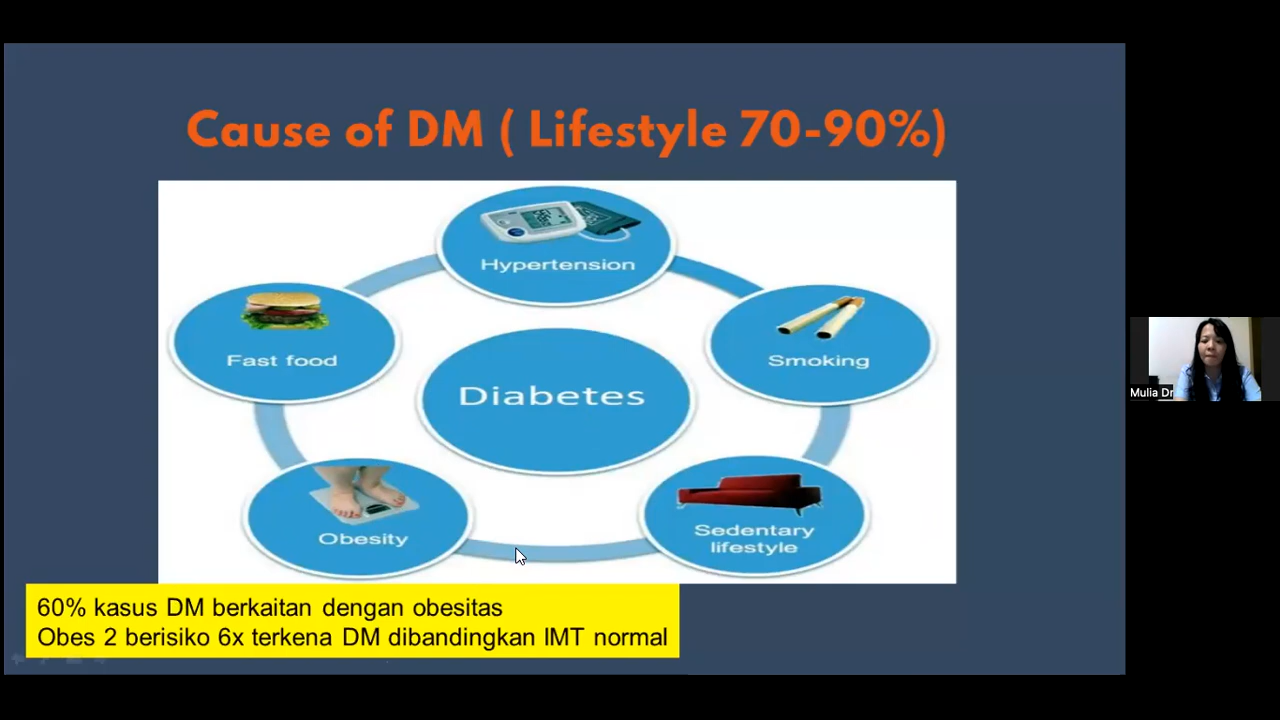 Cause of DM ( Lifestyle 70-90%)
Hypertension
Fast food
Smoking
Diabetes
Obesity
Sedentary
lifestyle
60% kasus DM berkaitan dengan obesitas
Obes 2 berisiko 6x terkena DM dibandingkan IMT normal
Mulia Dr